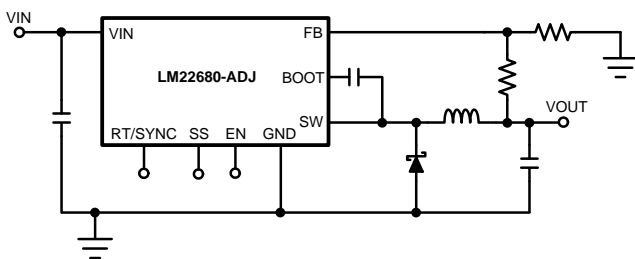 VIN
VIN
FB
LM22680-ADJ
BOOT
SW
VOUT
RT/SYNC
SS
EN
GND